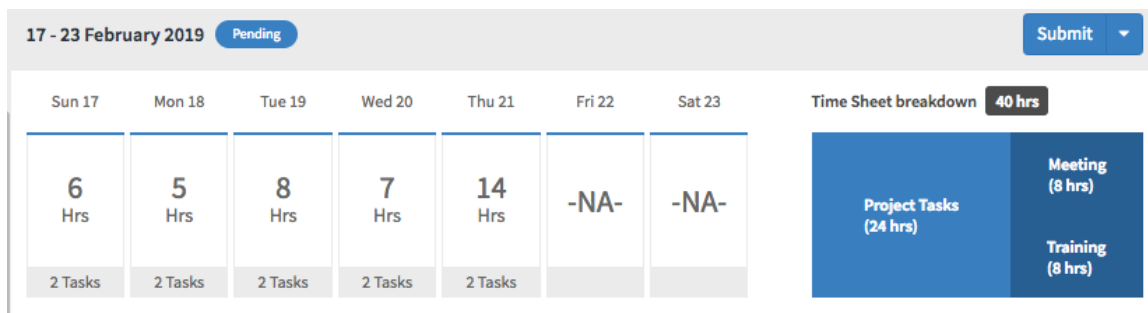 17 - 23 February 2019 Pending Submit
Sun 17 Mon 18 Tue 19 Wed 20 Thu 21 Fri 22 Sat 23 Time Sheet breakdown 40 hrs
6 5 8 7 14 -NA- -NA-
Hrs Hrs Hrs Hrs Hrs
2 Tasks 2 Tasks 2 Tasks 2 Tasks 2 Tasks
Project Tasks
(24 hrs)
Meeting
(8 hrs)
Training
(8 hrs)